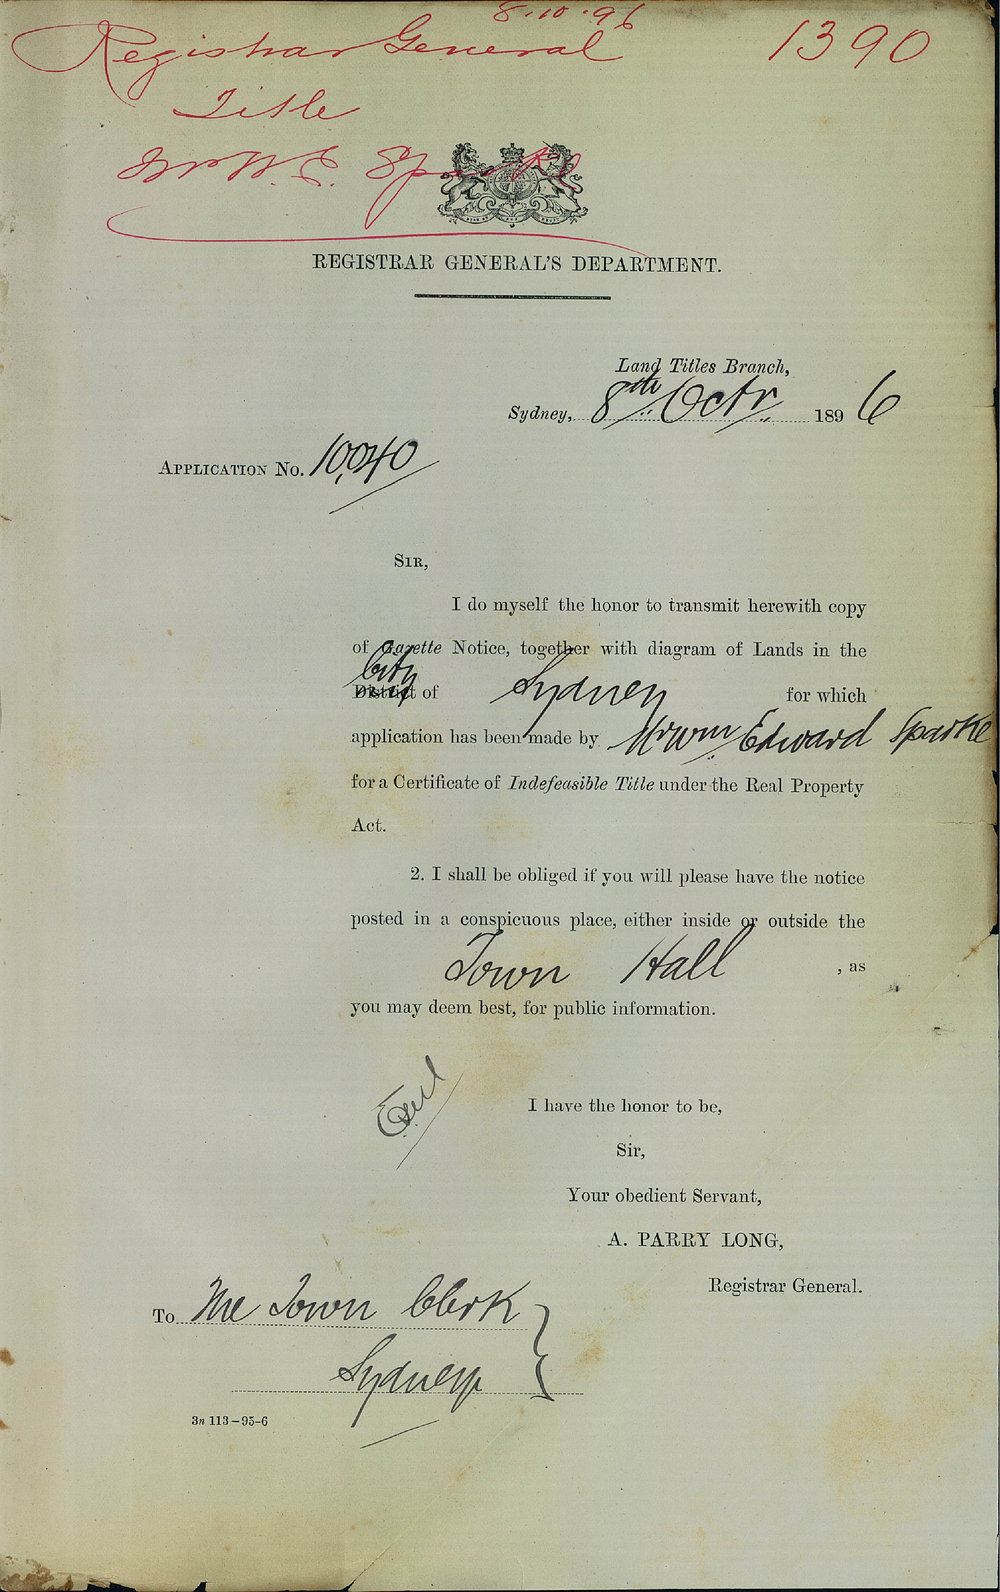 8.10.96
Registrar General 1390
Title
Mr W. E. Sparke
REGISTRAR GENERAL'S DEPARTMENT.
Land Titles Branch,
Sydney, 8th Octr. 1896
APPLICATION No. 10,040
SIR,
I do myself the honor to transmit herewith copy
of Gazette Notice, together with diagram of Lands in the
City
District of Sydney for which
application has been made by Mr Wm Edward Sparke
for a Certificate of Indefeasible Title under the Real Property
Act.
2. I shall be obliged if you will please have the notice
posted in a conspicuous place, either inside or outside the
Town Hall , as
you may deem best, for public information.
I have the honor to be,
Sir,
Your obedient Servant,
A. PARRY LONG,
Registrar General.
To The Town Clerk
Sydney
3n 113–95–6